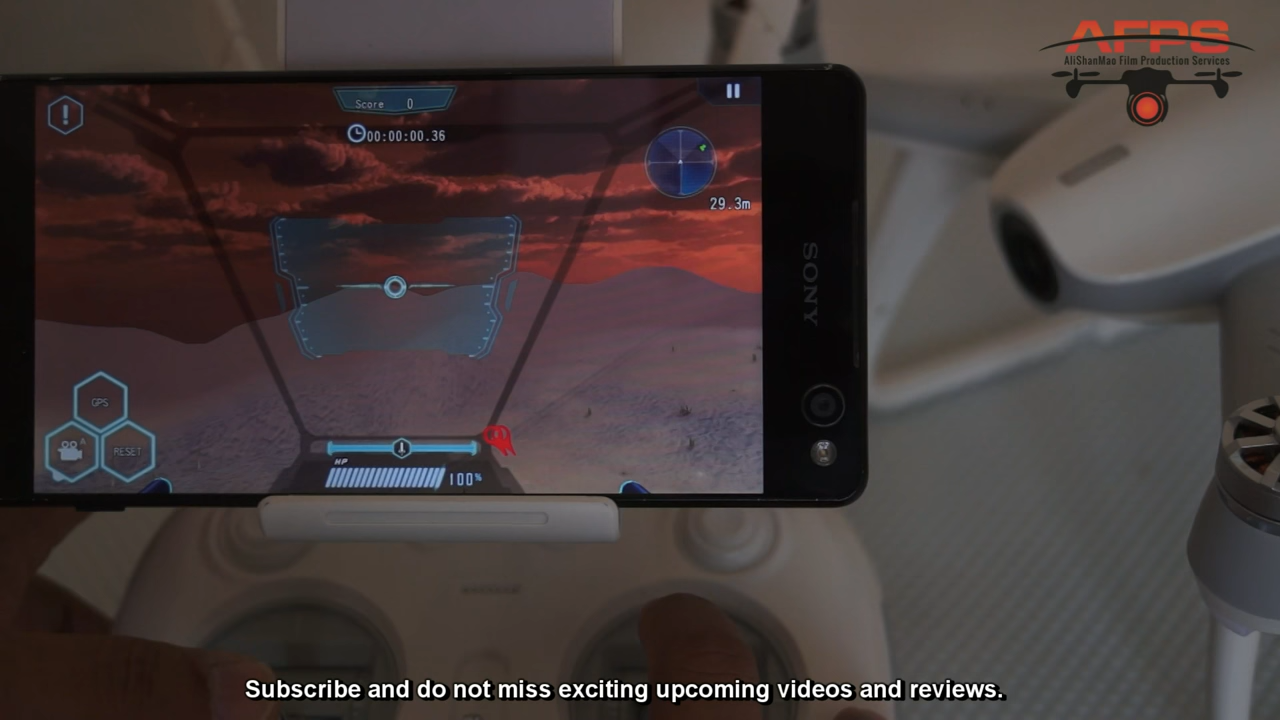 AFPS
AliShanMao Film Production Services
Score 0
00:00:00.36
29.3m
SONY
GPS
A
RESET
HP
100%
Subscribe and do not miss exciting upcoming videos and reviews.